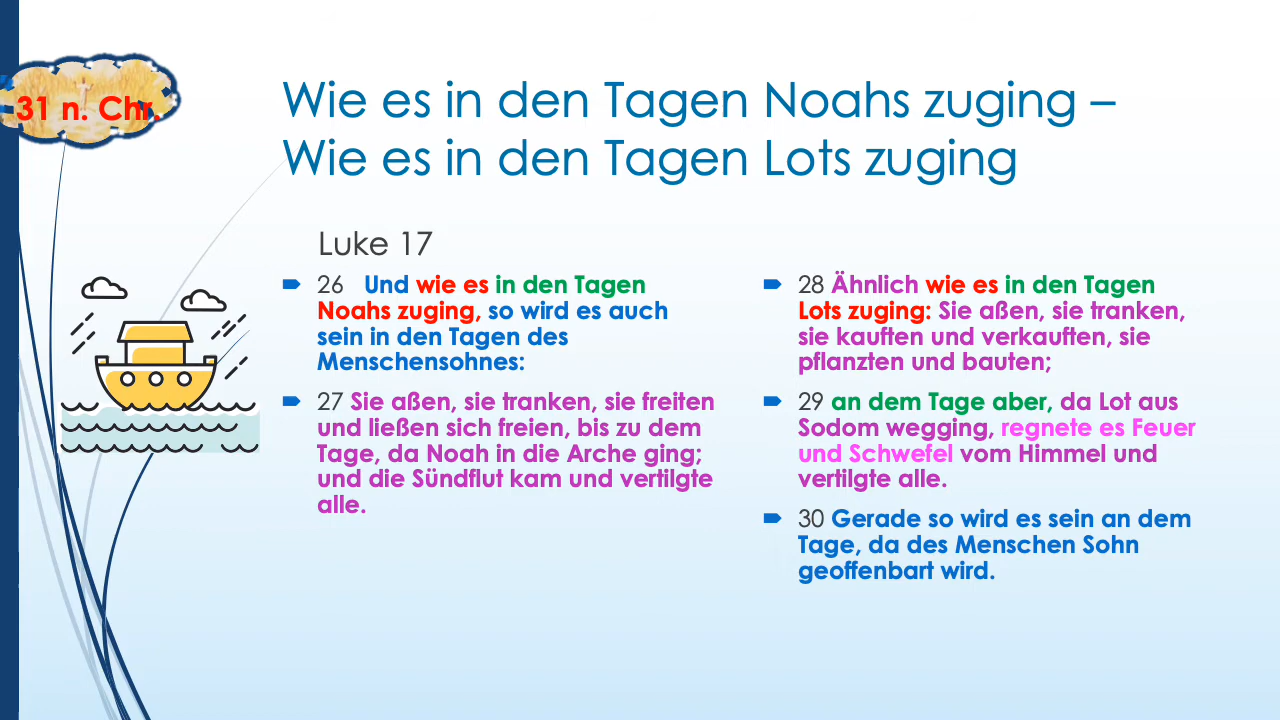 31 n. Chr.
Wie es in den Tagen Noahs zuging –
Wie es in den Tagen Lots zuging
Luke 17
26 Und wie es in den Tagen
Noahs zuging, so wird es auch
sein in den Tagen des
Menschensohnes:
27 Sie aßen, sie tranken, sie freiten
und ließen sich freien, bis zu dem
Tage, da Noah in die Arche ging;
und die Sündflut kam und vertilgte
alle.
28 Ähnlich wie es in den Tagen
Lots zuging: Sie aßen, sie tranken,
sie kauften und verkauften, sie
pflanzten und bauten;
29 an dem Tage aber, da Lot aus
Sodom wegging, regnete es Feuer
und Schwefel vom Himmel und
vertilgte alle.
30 Gerade so wird es sein an dem
Tage, da des Menschen Sohn
geoffenbart wird.